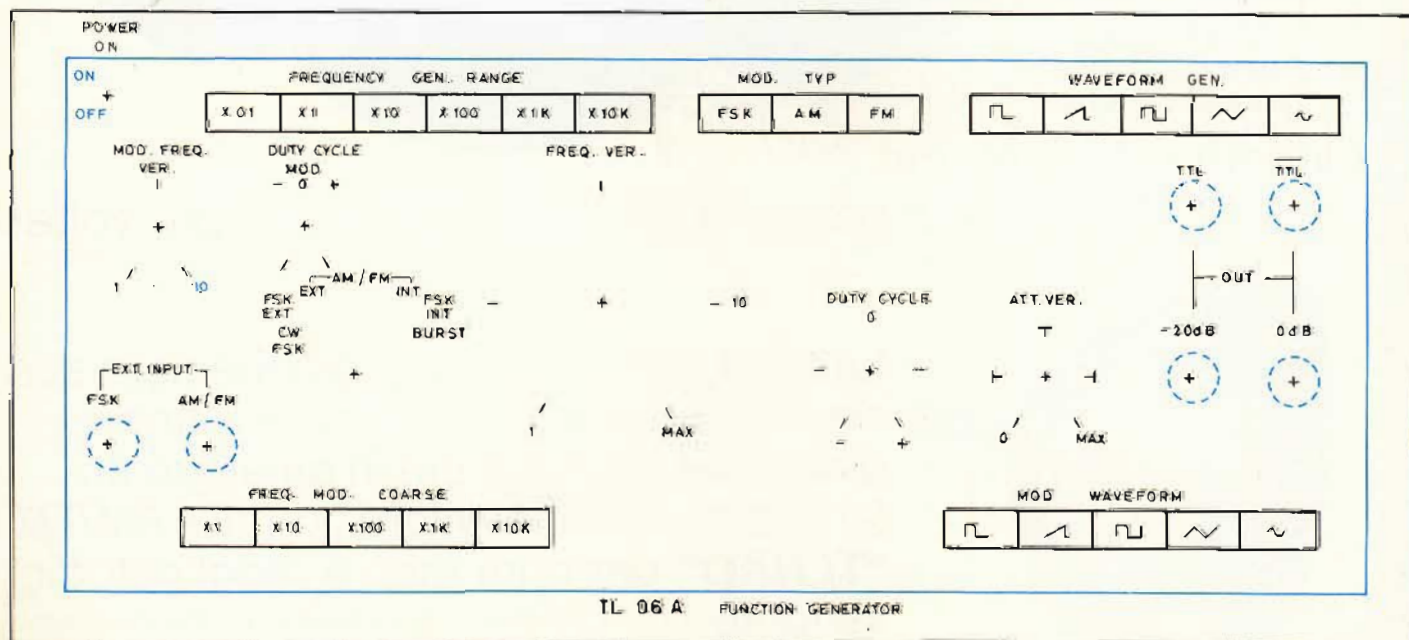 POWER
ON
ON
OFF
FREQUENCY GEN. RANGE
X.01 X1 X10 X100 X1K X10K
MOD. TYP
FSK AM FM
WAVEFORM GEN.
MOD. FREQ.
VER.
1 10
DUTY CYCLE
MOD.
- 0 +
FREQ. VER.
TTL TTL
AM/FM
EXT INT
FSK
EXT
CW
FSK
FSK
INIT
BURST
- 10
1 MAX
DUTY CYCLE
0
- +
ATT. VER.
0 MAX
OUT
-20dB 0dB
EXT. INPUT
FSK AM/FM
FREQ. MOD. COARSE
X1 X10 X100 X1K X10K
MOD WAVEFORM
TL 06 A FUNCTION GENERATOR